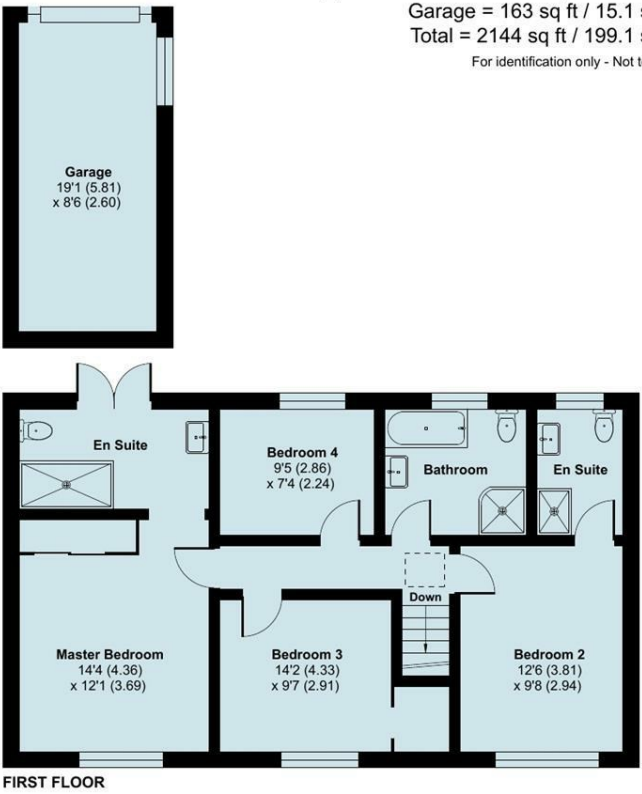 Garage = 163 sq ft / 15.1
Total = 2144 sq ft / 199.1
For identification only - Not
Garage
19'1 (5.81)
x 8'6 (2.60)
En Suite
Bedroom 4
9'5 (2.86)
x 7'4 (2.24)
Bathroom
En Suite
Down
Master Bedroom
14'4 (4.36)
x 12'1 (3.69)
Bedroom 3
14'2 (4.33)
x 9'7 (2.91)
Bedroom 2
12'6 (3.81)
x 9'8 (2.94)
FIRST FLOOR